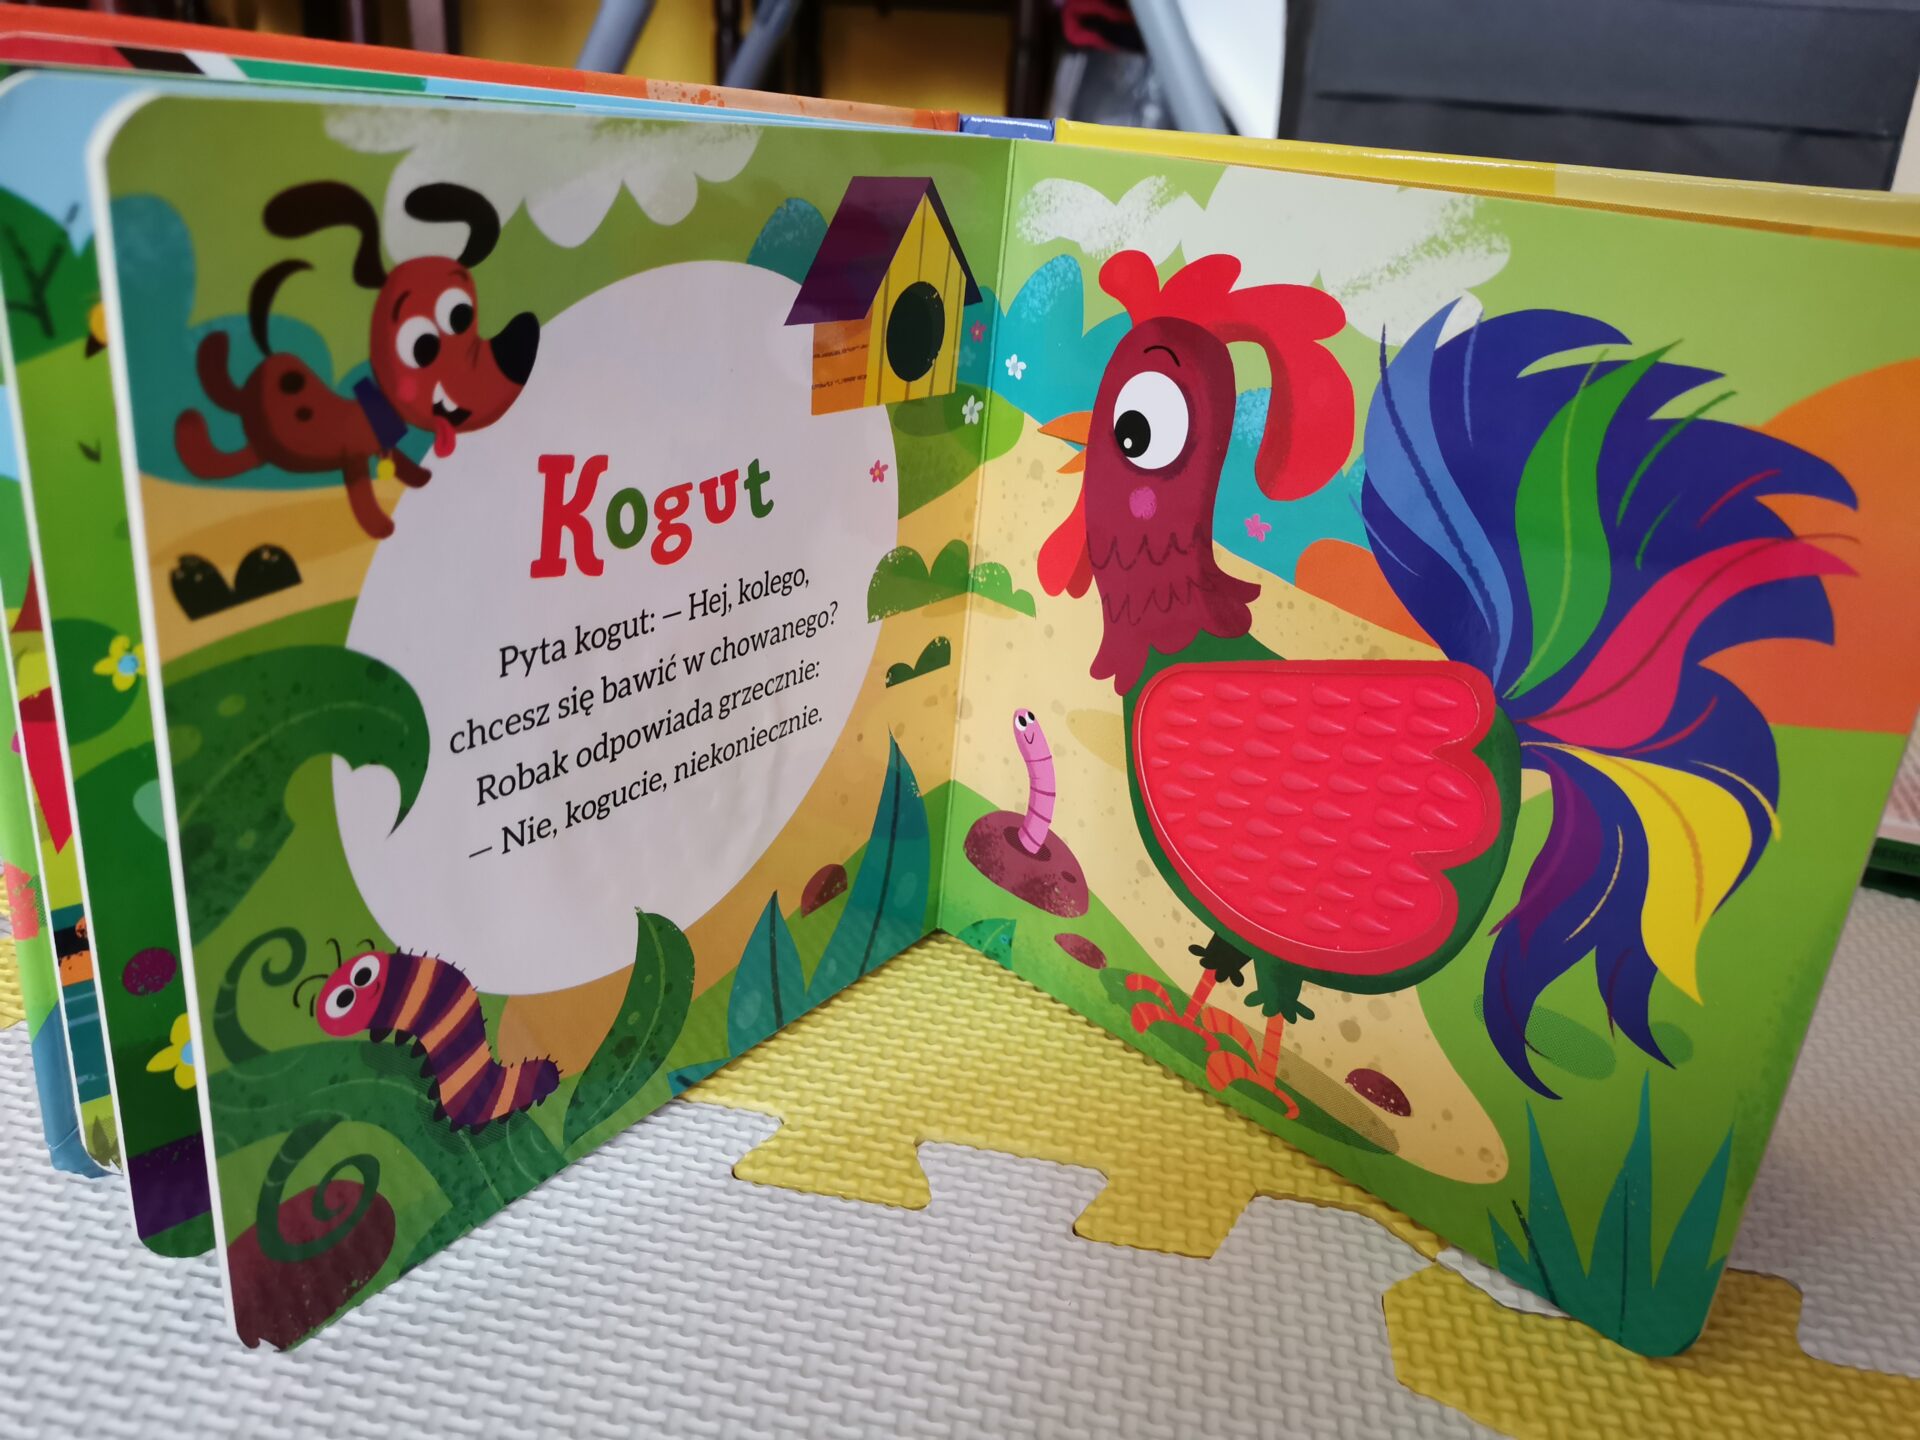 Kogut
Pyta kogut: – Hej, kolego,
chcesz się bawić w chowanego?
Robak odpowiada grzecznie:
– Nie, kogucie, niekoniecznie.